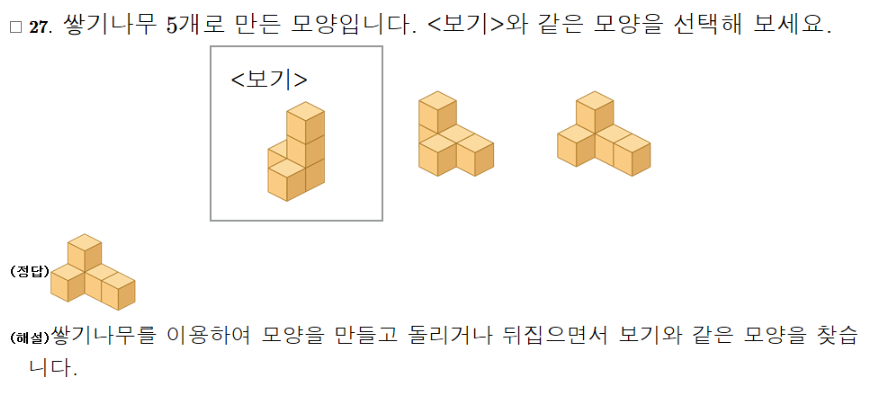 □ 27. 쌓기나무 5개로 만든 모양입니다. <보기>와 같은 모양을 선택해 보세요.
<보기>
(정답)
(해설)쌓기나무를 이용하여 모양을 만들고 돌리거나 뒤집으면서 보기와 같은 모양을 찾습
니다.